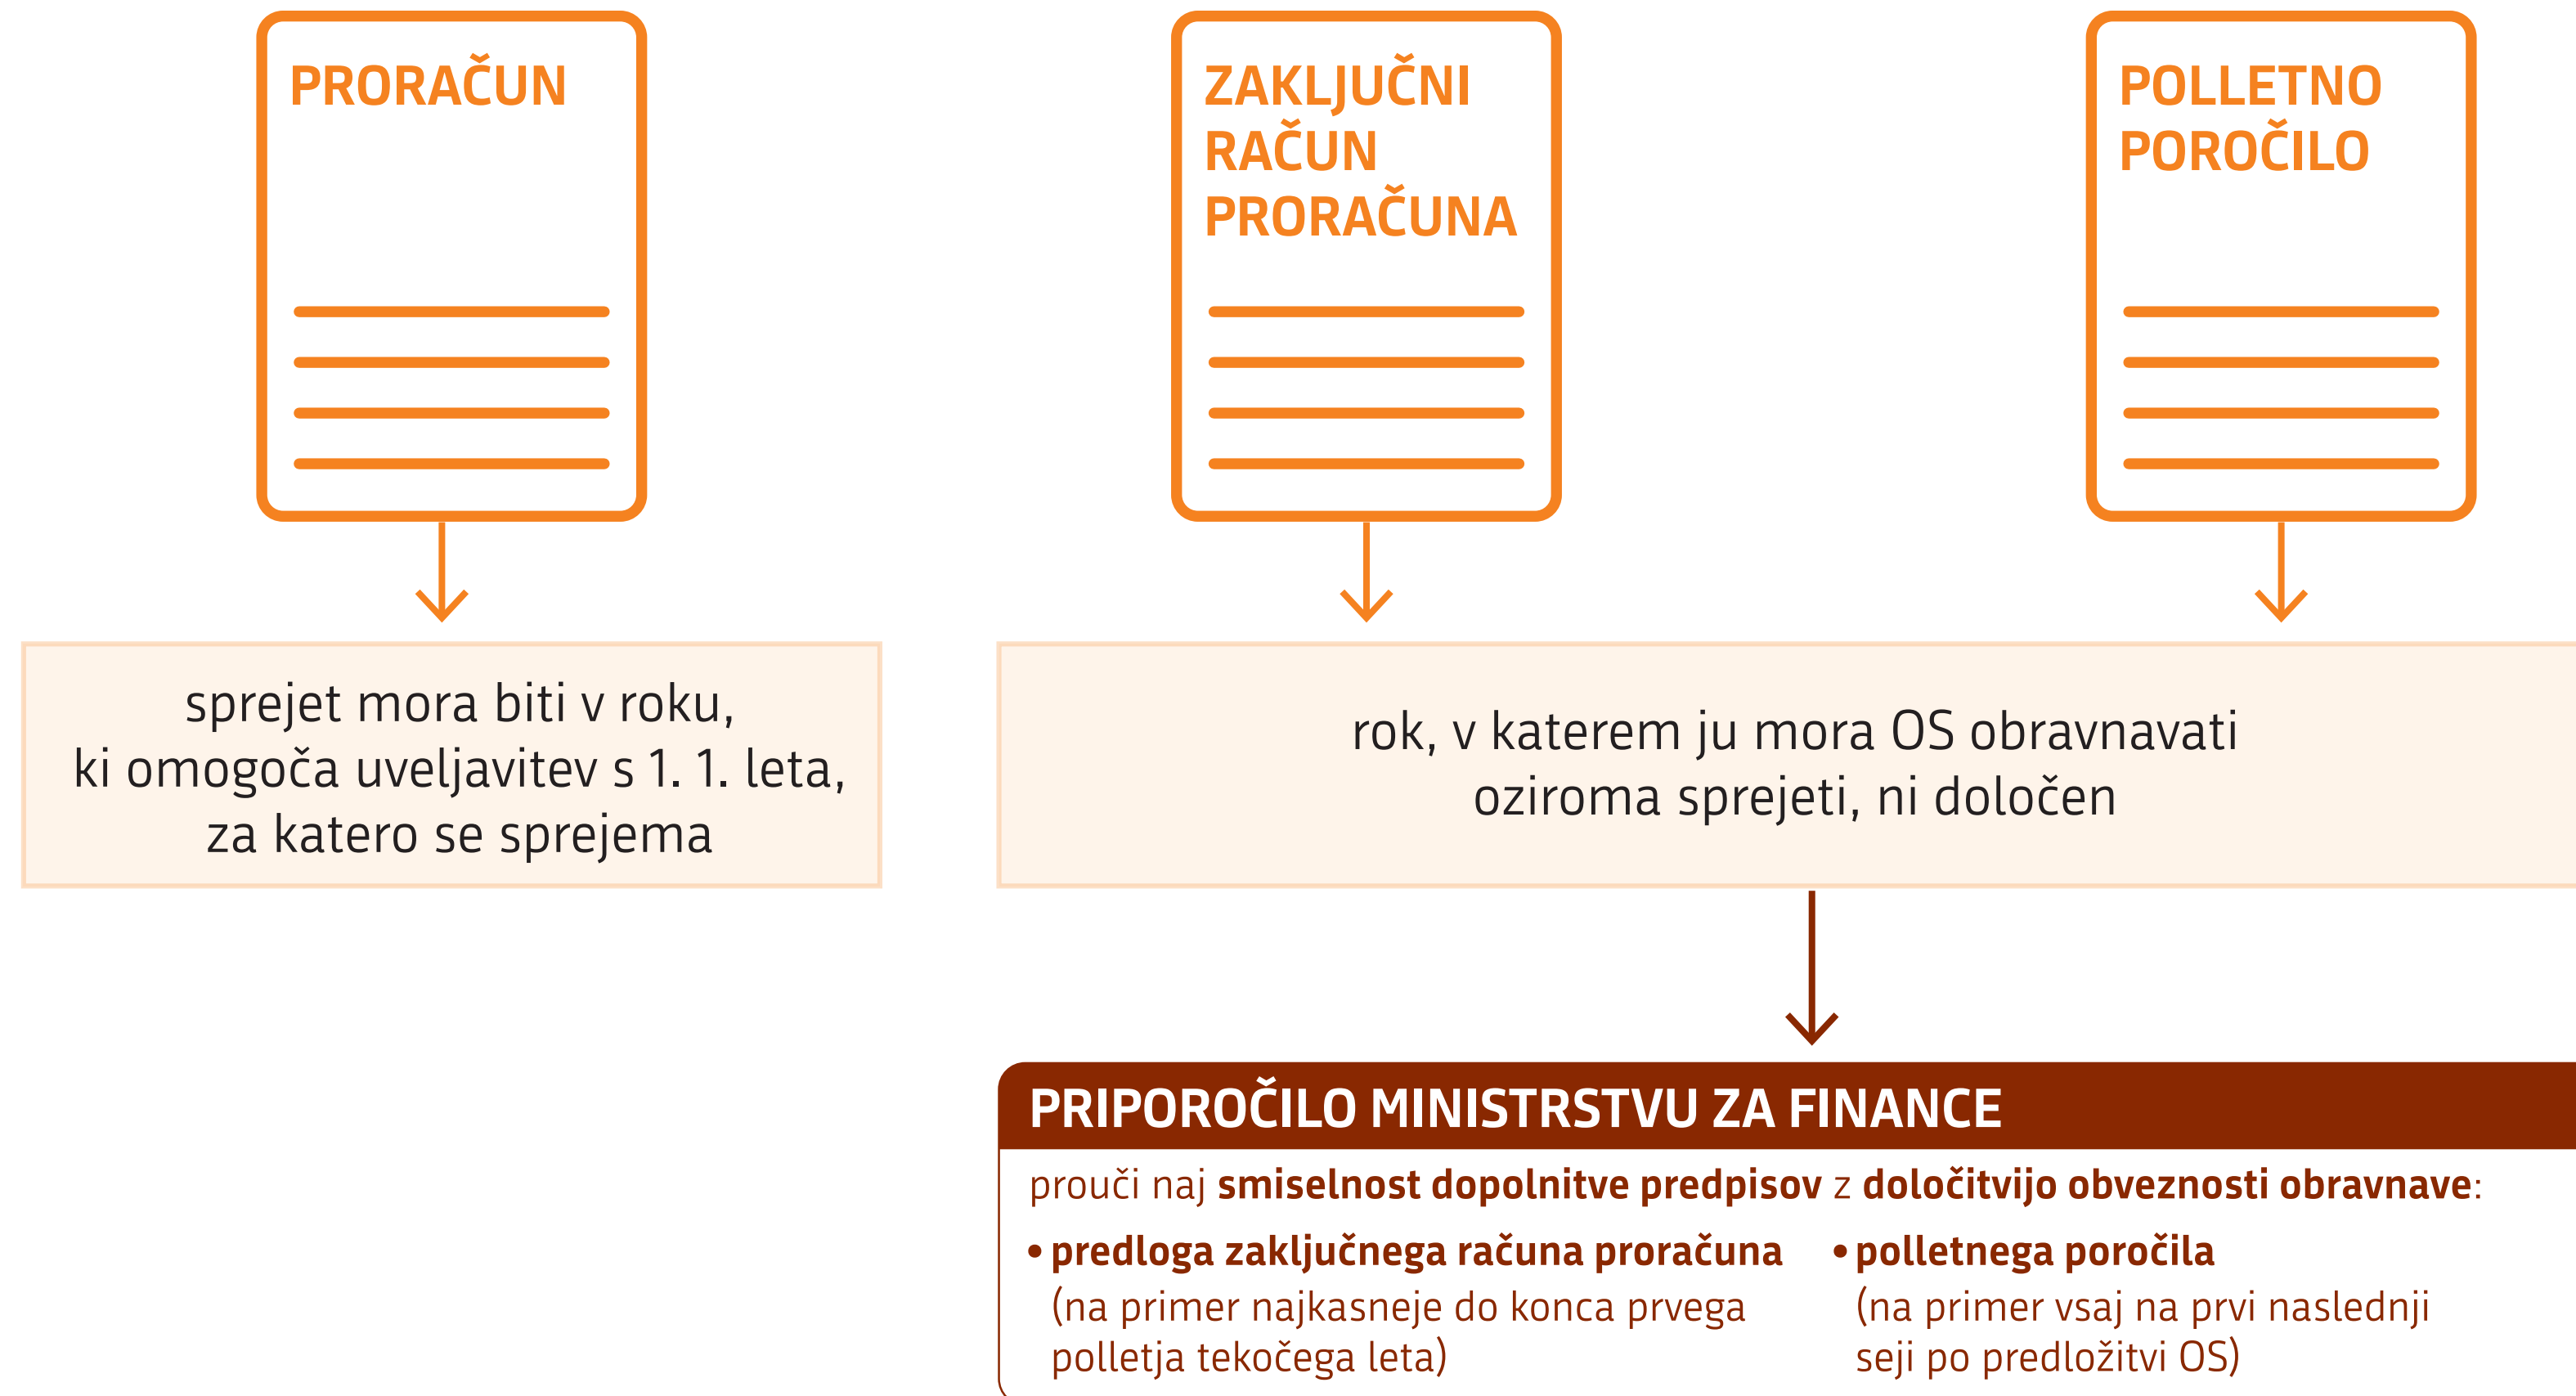 PRORAČUN
ZAKLJUČNI
RAČUN
PRORAČUNA
POLLETNO
POROČILO
sprejet mora biti v roku,
ki omogoča uveljavitev s 1. 1. leta,
za katero se sprejema
rok, v katerem ju mora OS obravnavati
oziroma sprejeti, ni določen
PRIPOROČILO MINISTRSTVU ZA FINANCE
prouči naj smiselnost dopolnitve predpisov z določitvijo obveznosti obravnave:
• predloga zaključnega računa proračuna
(na primer najkasneje do konca prvega
polletja tekočega leta)
• polletnega poročila
(na primer vsaj na prvi naslednji
seji po predložitvi OS)